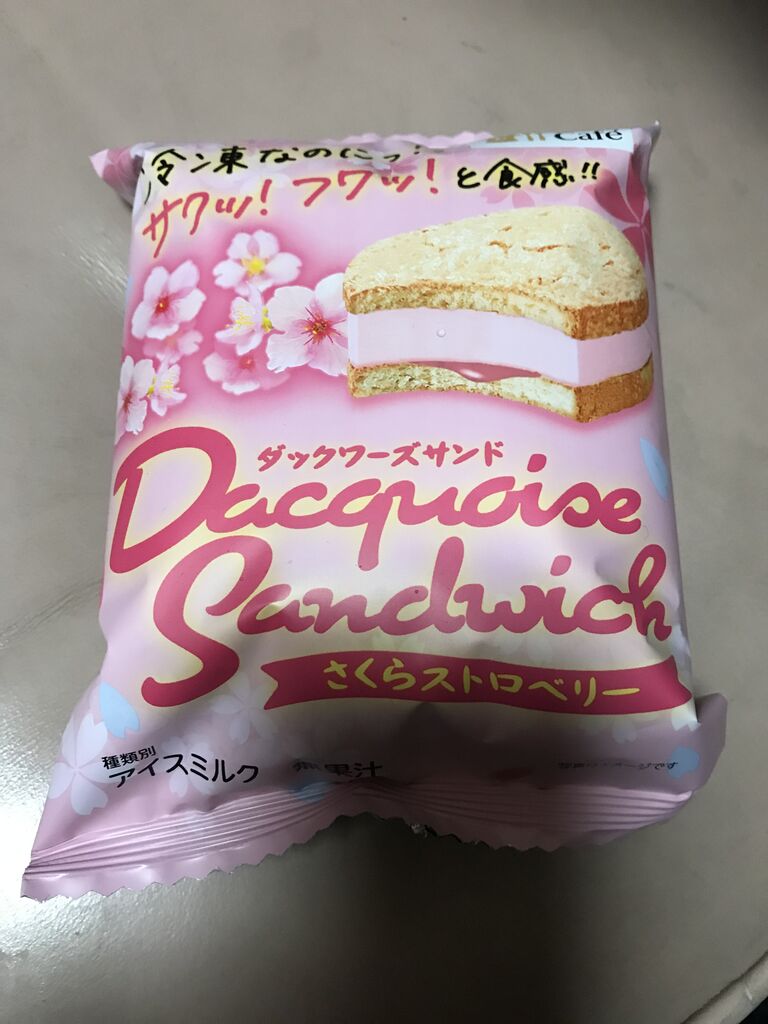 Café
冷凍なのにっ!
サクッ! フワッ! と食感!!
ダックワーズサンド
Dacquoise
Sandwich
さくらストロベリー
種類別
アイスミルク 無果汁